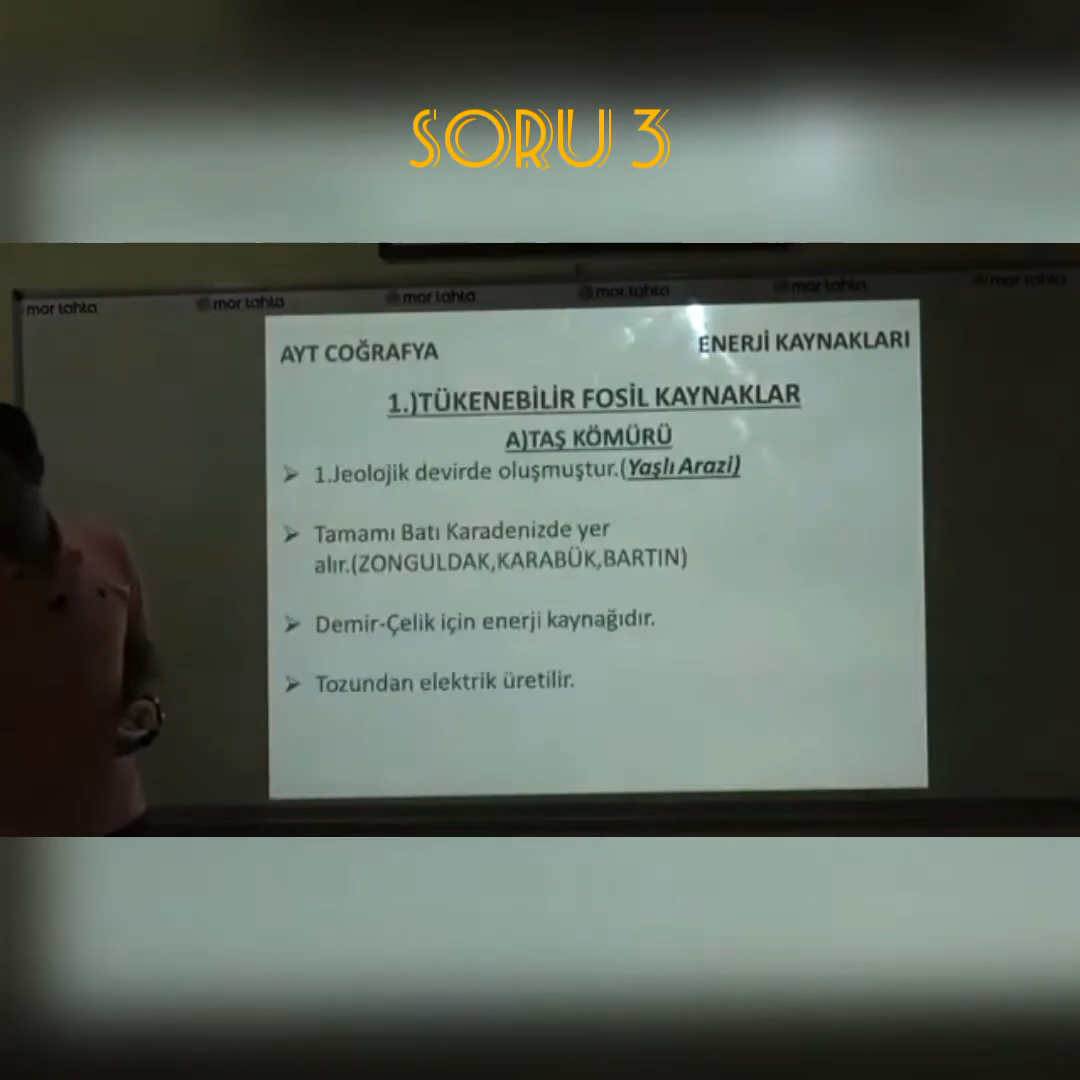 SORU 3
mor tahta mor tahta mor tahta mor tahta mor tahta mor tahta
AYT COĞRAFYA ENERJİ KAYNAKLARI
1.)TÜKENEBİLİR FOSİL KAYNAKLAR
A)TAŞ KÖMÜRÜ
➤ 1.Jeolojik devirde oluşmuştur.(Yaşlı Arazi)
➤ Tamamı Batı Karadenizde yer
alır.(ZONGULDAK,KARABÜK,BARTIN)
➤ Demir-Çelik için enerji kaynağıdır.
➤ Tozundan elektrik üretilir.